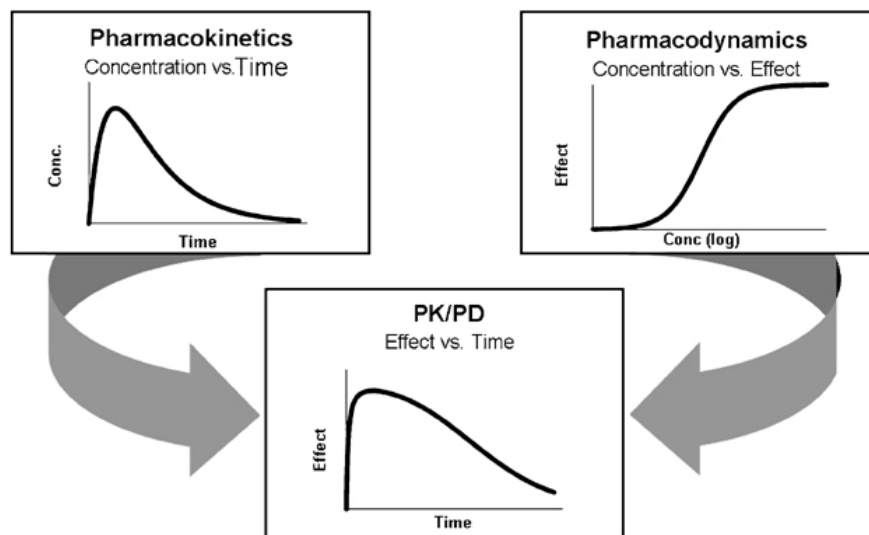 Pharmacokinetics
Concentration vs.Time
Conc.
Time
Pharmacodynamics
Concentration vs. Effect
Effect
Conc (log)
PK/PD
Effect vs. Time
Effect
Time